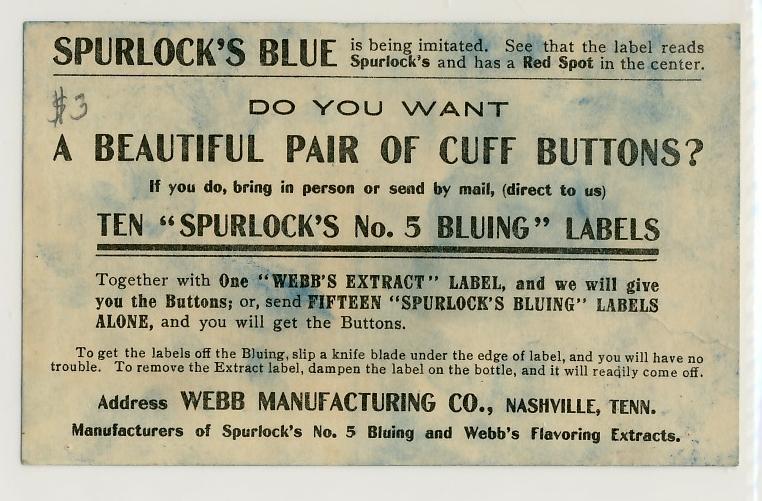 SPURLOCK'S BLUE is being imitated. See that the label reads
Spurlock's and has a Red Spot in the center.
$3
DO YOU WANT
A BEAUTIFUL PAIR OF CUFF BUTTONS?
If you do, bring in person or send by mail, (direct to us)
TEN "SPURLOCK'S No. 5 BLUING" LABELS
Together with One "WEBB'S EXTRACT" LABEL, and we will give
you the Buttons; or, send FIFTEEN "SPURLOCK'S BLUING" LABELS
ALONE, and you will get the Buttons.
To get the labels off the Bluing, slip a knife blade under the edge of label, and you will have no
trouble. To remove the Extract label, dampen the label on the bottle, and it will readily come off.
Address WEBB MANUFACTURING CO., NASHVILLE, TENN.
Manufacturers of Spurlock's No. 5 Bluing and Webb's Flavoring Extracts.